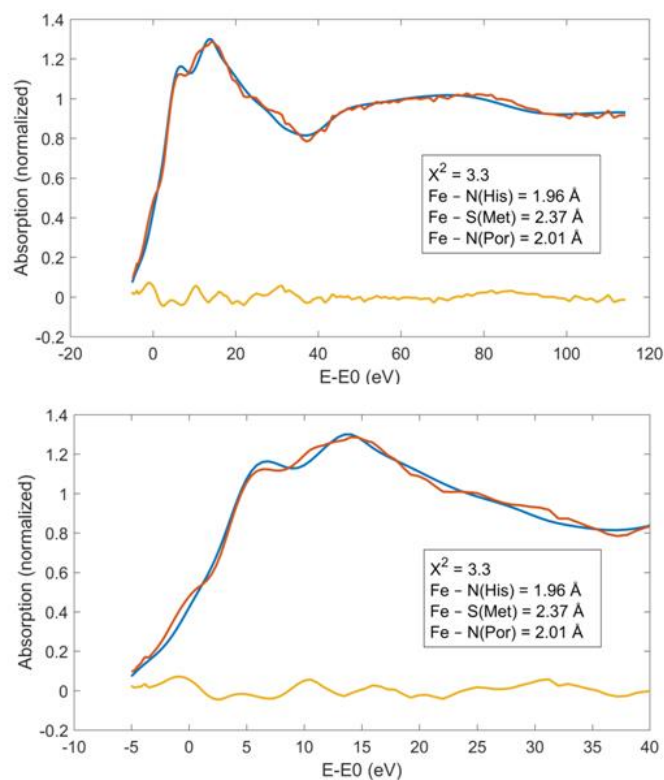 1.4
1.2
1
0.8
0.6
0.4
0.2
0
-0.2
Absorption (normalized)
X² = 3.3
Fe − N(His) = 1.96 Å
Fe − S(Met) = 2.37 Å
Fe − N(Por) = 2.01 Å
-20 0 20 40 60 80 100 120
E-E0 (eV)
1.4
1.2
1
0.8
0.6
0.4
0.2
0
-0.2
Absorption (normalized)
X² = 3.3
Fe − N(His) = 1.96 Å
Fe − S(Met) = 2.37 Å
Fe − N(Por) = 2.01 Å
-10 -5 0 5 10 15 20 25 30 35 40
E-E0 (eV)